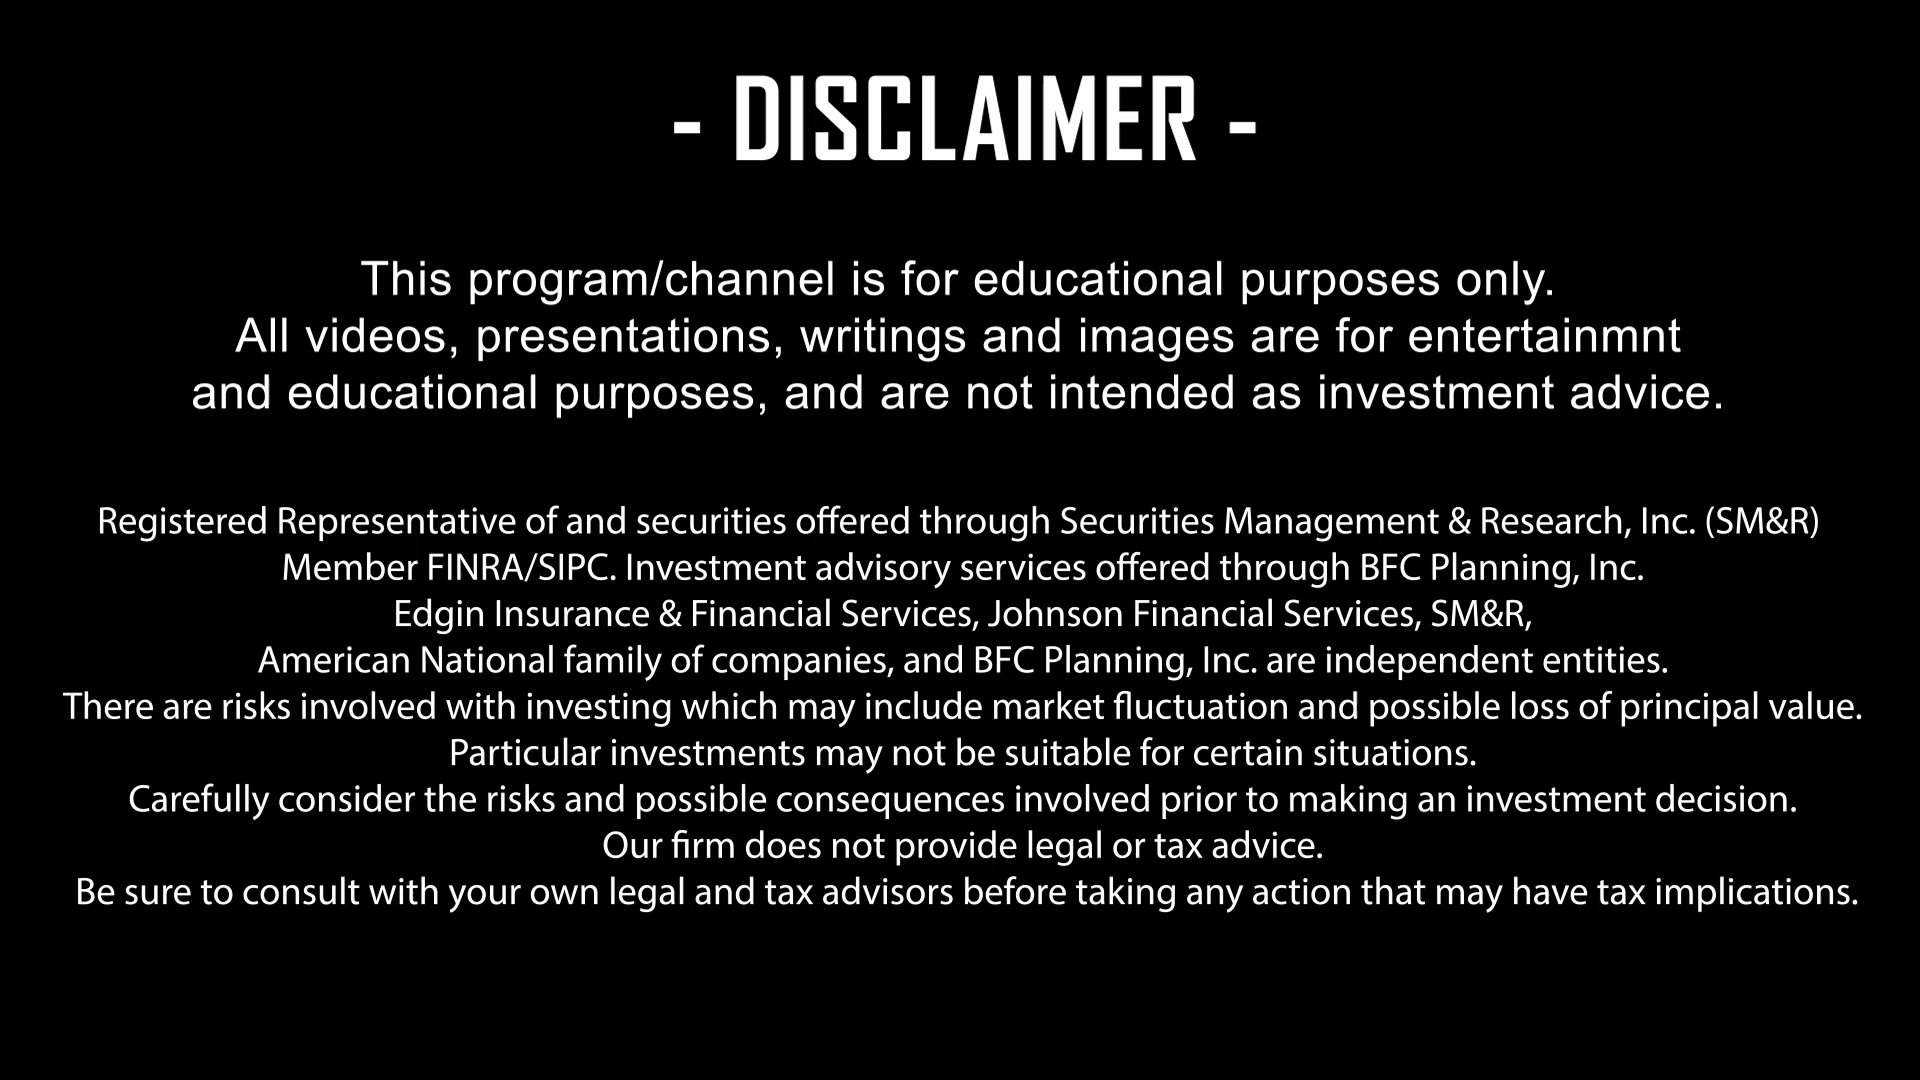 - DISCLAIMER -
This program/channel is for educational purposes only.
All videos, presentations, writings and images are for entertainmnt
and educational purposes, and are not intended as investment advice.
Registered Representative of and securities offered through Securities Management & Research, Inc. (SM&R)
Member FINRA/SIPC. Investment advisory services offered through BFC Planning, Inc.
Edgin Insurance & Financial Services, Johnson Financial Services, SM&R,
American National family of companies, and BFC Planning, Inc. are independent entities.
There are risks involved with investing which may include market fluctuation and possible loss of principal value.
Particular investments may not be suitable for certain situations.
Carefully consider the risks and possible consequences involved prior to making an investment decision.
Our firm does not provide legal or tax advice.
Be sure to consult with your own legal and tax advisors before taking any action that may have tax implications.